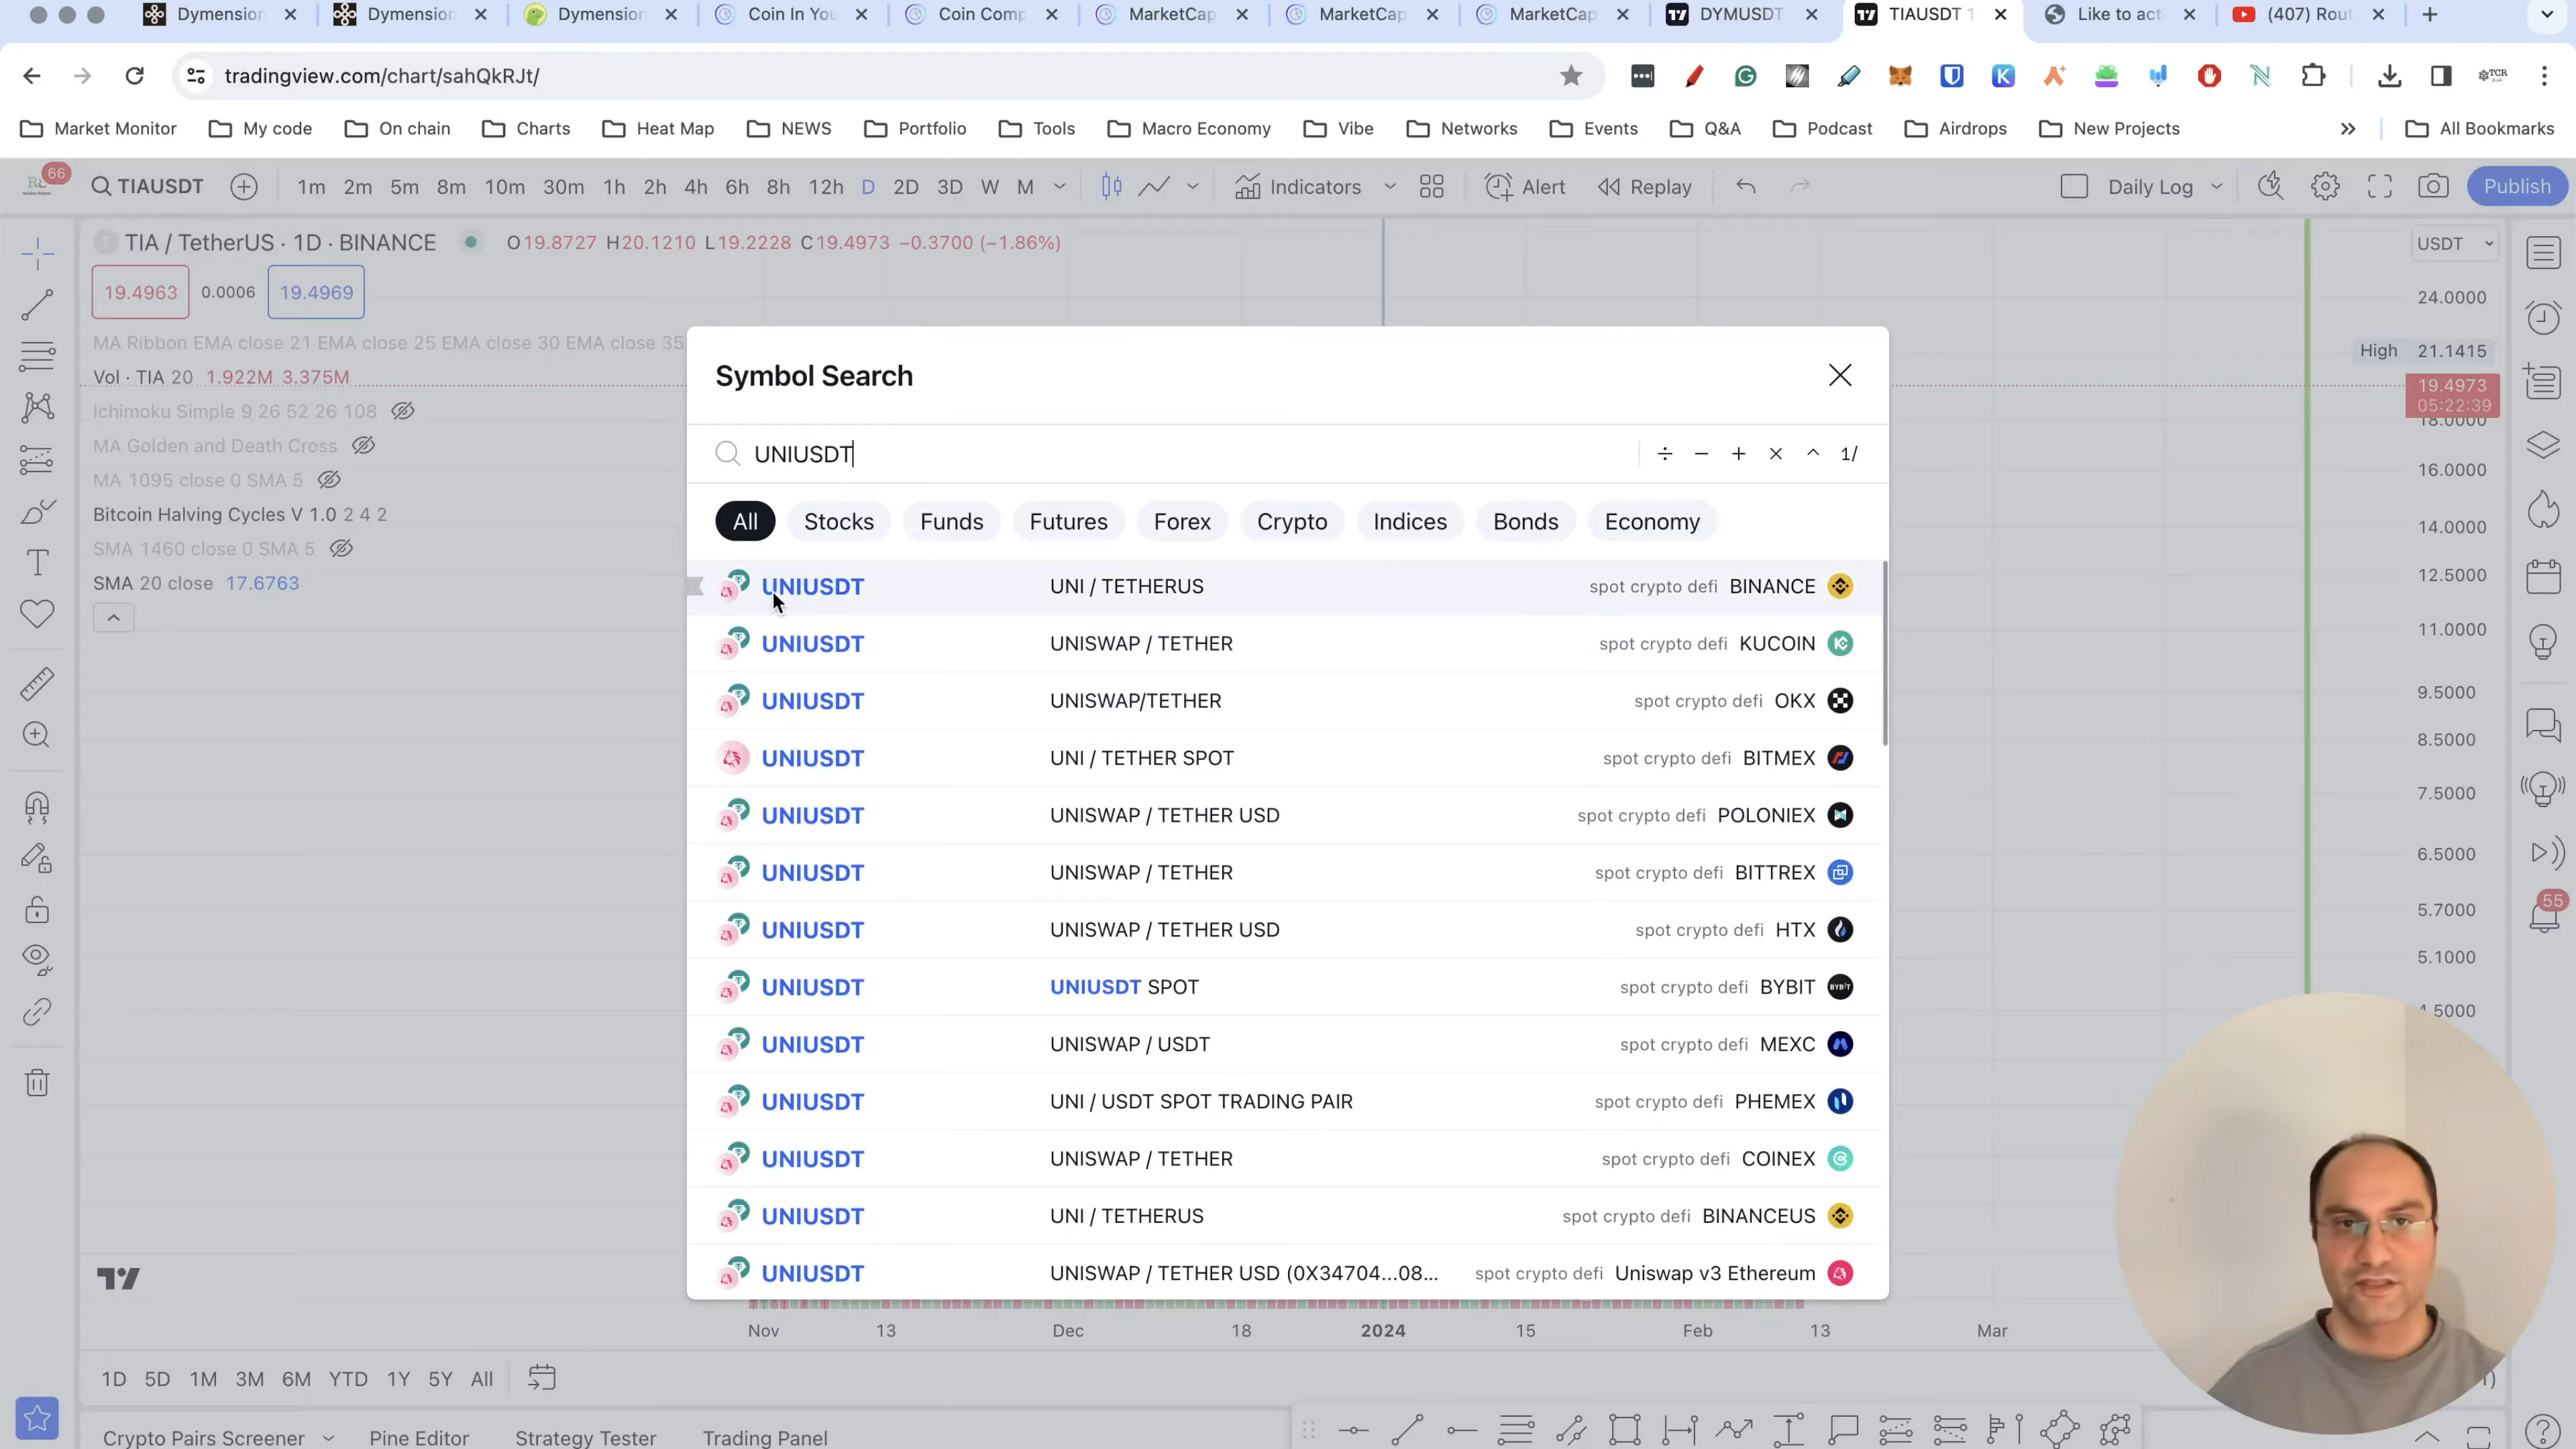 Dymension
Dymension
Dymension
Coin In You
Coin Comp
MarketCap
MarketCap
MarketCap
DYMUSDT
TIAUSDT 1
Like to act
(407) Rou
tradingview.com/chart/sahQkRJt/
Market Monitor
My code
On chain
Charts
Heat Map
NEWS
Portfolio
Tools
Macro Economy
Vibe
Networks
Events
Q&A
Podcast
Airdrops
New Projects
»
All Bookmarks
66
TIAUSDT
1m 2m 5m 8m 10m 30m 1h 2h 4h 6h 8h 12h D 2D 3D W M
Indicators
Alert
Replay
Daily Log
Publish
TIA / TetherUS · 1D · BINANCE
O19.8727 H20.1210 L19.2228 C19.4973 −0.3700 (−1.86%)
USDT
19.4963 0.0006 19.4969
MA Ribbon EMA close 21 EMA close 25 EMA close 30 EMA close 35
Vol · TIA 20 1.922M 3.375M
Ichimoku Simple 9 26 52 26 108
MA Golden and Death Cross
MA 1095 close 0 SMA 5
Bitcoin Halving Cycles V 1.0 2 4 2
SMA 1460 close 0 SMA 5
SMA 20 close 17.6763
Symbol Search
UNIUSDT
÷ − + × ^ 1/
All Stocks Funds Futures Forex Crypto Indices Bonds Economy
UNIUSDT UNI / TETHERUS spot crypto defi BINANCE
UNIUSDT UNISWAP / TETHER spot crypto defi KUCOIN
UNIUSDT UNISWAP/TETHER spot crypto defi OKX
UNIUSDT UNI / TETHER SPOT spot crypto defi BITMEX
UNIUSDT UNISWAP / TETHER USD spot crypto defi POLONIEX
UNIUSDT UNISWAP / TETHER spot crypto defi BITTREX
UNIUSDT UNISWAP / TETHER USD spot crypto defi HTX
UNIUSDT UNIUSDT SPOT spot crypto defi BYBIT
UNIUSDT UNISWAP / USDT spot crypto defi MEXC
UNIUSDT UNI / USDT SPOT TRADING PAIR spot crypto defi PHEMEX
UNIUSDT UNISWAP / TETHER spot crypto defi COINEX
UNIUSDT UNI / TETHERUS spot crypto defi BINANCEUS
UNIUSDT UNISWAP / TETHER USD (0X34704...08... spot crypto defi Uniswap v3 Ethereum
24.0000
High 21.1415
19.4973
05:22:39
18.0000
16.0000
14.0000
12.5000
11.0000
9.5000
8.5000
7.5000
6.5000
5.7000
5.1000
55
Nov 13 Dec 18 2024 15 Feb 13 Mar
1D 5D 1M 3M 6M YTD 1Y 5Y All
Crypto Pairs Screener
Pine Editor
Strategy Tester
Trading Panel